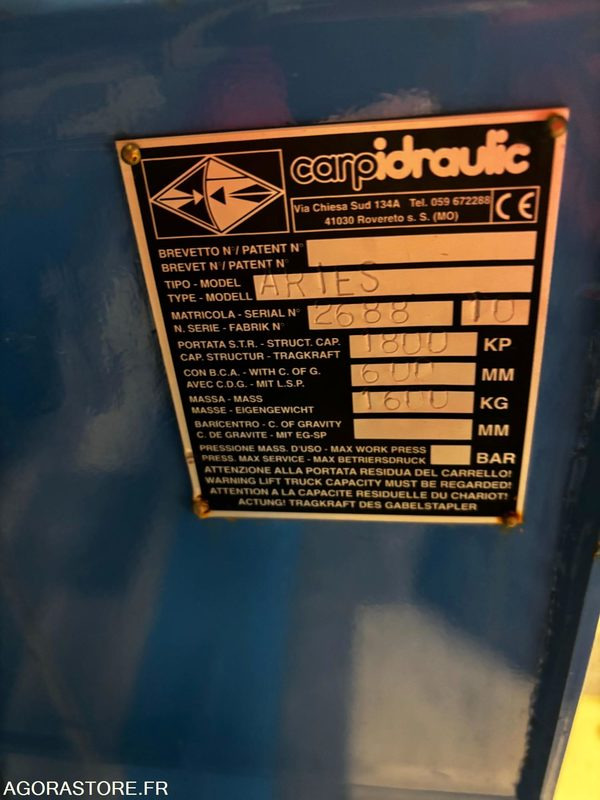 carpidraulic
Via Chiesa Sud 134A Tel. 059 672288
41030 Rovereto s. S. (MO)
CE
BREVETTO N°/ PATENT N°
BREVET N°/ PATENT N°
TIPO - MODEL
TYPE - MODELL
ARIES
MATRICOLA - SERIAL N°
N. SERIE - FABRIK N°
2688 10
PORTATA S.T.R. - STRUCT. CAP.
CAP. STRUCTUR - TRAGKRAFT
1800 KP
CON B.C.A. - WITH C. OF G.
AVEC C.D.G. - MIT L.S.P.
600 MM
MASSA - MASS
MASSE - EIGENGEWICHT
1600 KG
BARICENTRO - C. OF GRAVITY
C. DE GRAVITE - MIT EG-SP
MM
PRESSIONE MASS. D'USO - MAX WORK PRESS
PRESS. MAX SERVICE - MAX BETRIERSDRUCK
BAR
ATTENZIONE ALLA PORTATA RESIDUA DEL CARRELLO!
WARNING LIFT TRUCK CAPACITY MUST BE REGARDED!
ATTENTION A LA CAPACITE RESIDUELLE DU CHARIOT!
ACTUNG! TRAGKRAFT DES GABELSTAPLER
AGORASTORE.FR